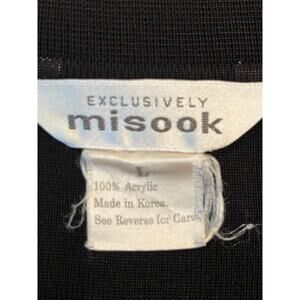 EXCLUSIVELY
misook
L
100% Acrylic
Made in Korea.
See Reverse for Care